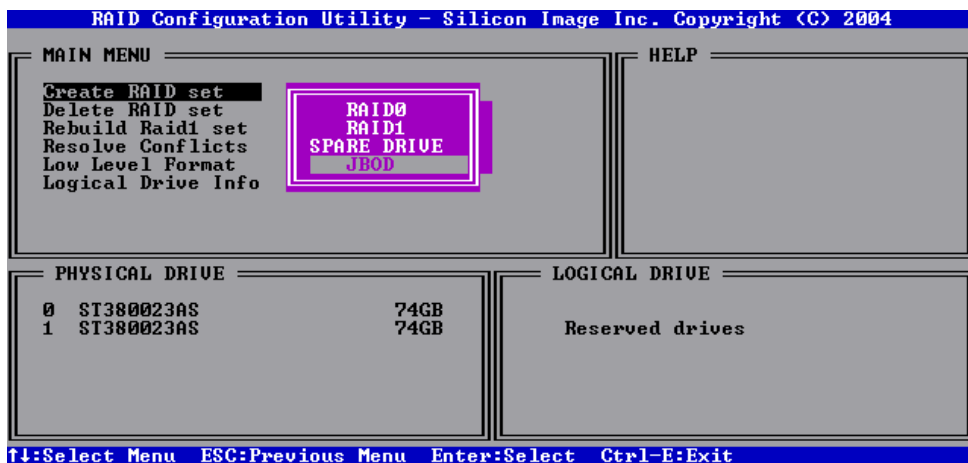 RAID Configuration Utility - Silicon Image Inc. Copyright (C) 2004
MAIN MENU
Create RAID set
Delete RAID set
Rebuild Raid1 set
Resolve Conflicts
Low Level Format
Logical Drive Info
RAID0
RAID1
SPARE DRIVE
JBOD
HELP
PHYSICAL DRIVE
0 ST380023AS 74GB
1 ST380023AS 74GB
LOGICAL DRIVE
Reserved drives
↑↓:Select Menu ESC:Previous Menu Enter:Select Ctrl-E:Exit